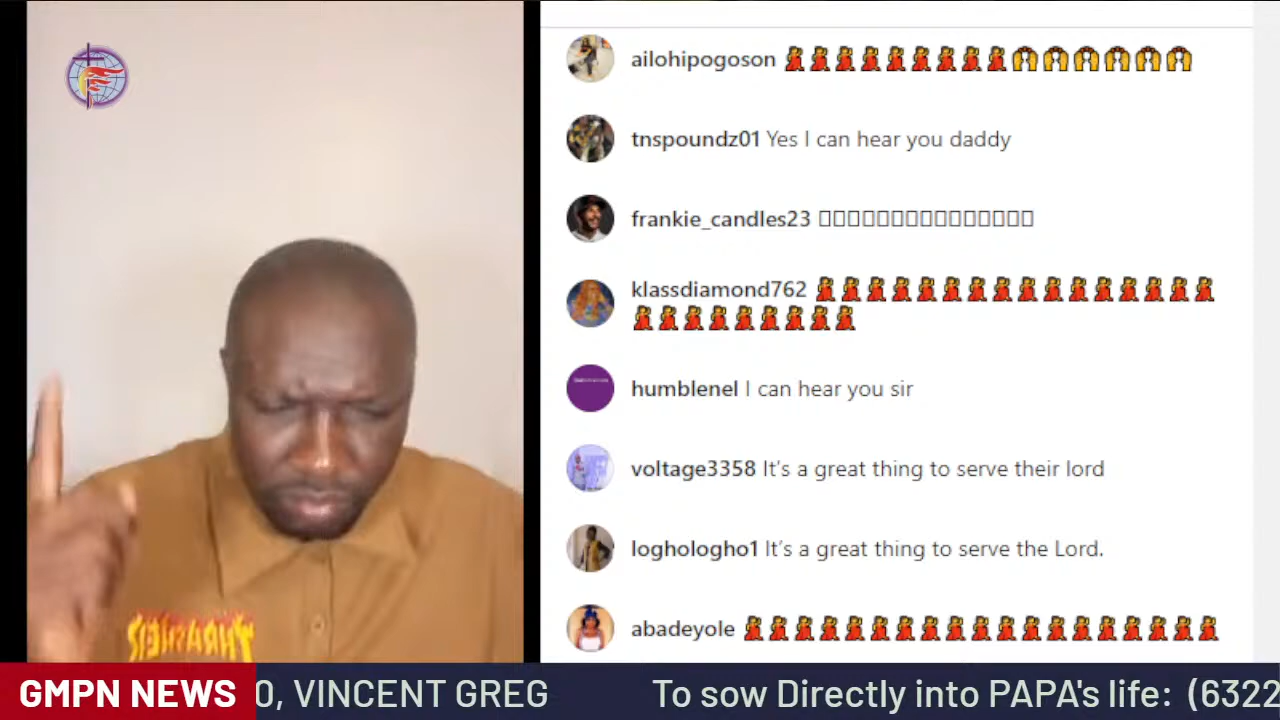 ailohipogoson 💃💃💃💃💃💃💃💃💃🙌🙌🙌🙌🙌🙌
tnspoundz01 Yes I can hear you daddy
frankie_candles23 □□□□□□□□□□□□□□□
klassdiamond762 💃💃💃💃💃💃💃💃💃💃💃💃💃💃💃💃
💃💃💃💃💃💃💃💃💃
humblenel I can hear you sir
voltage3358 It’s a great thing to serve their lord
loghologho1 It’s a great thing to serve the Lord.
abadeyole 💃💃💃💃💃💃💃💃💃💃💃💃💃💃💃💃💃💃💃
THRASHER
GMPN NEWS 0, VINCENT GREG To sow Directly into PAPA's life: (6322